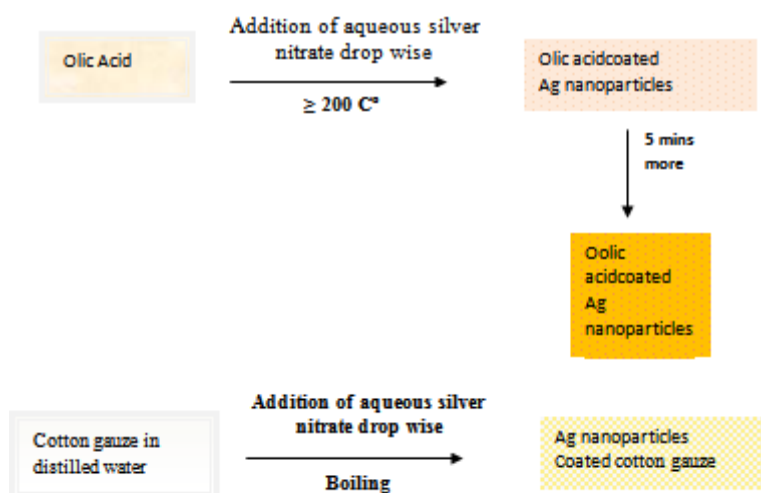 Olic Acid
Addition of aqueous silver
nitrate drop wise
≥ 200 Cº
Olic acidcoated
Ag nanoparticles
5 mins
more
Oolic
acidcoated
Ag
nanoparticles
Cotton gauze in
distilled water
Addition of aqueous silver
nitrate drop wise
Boiling
Ag nanoparticles
Coated cotton gauze